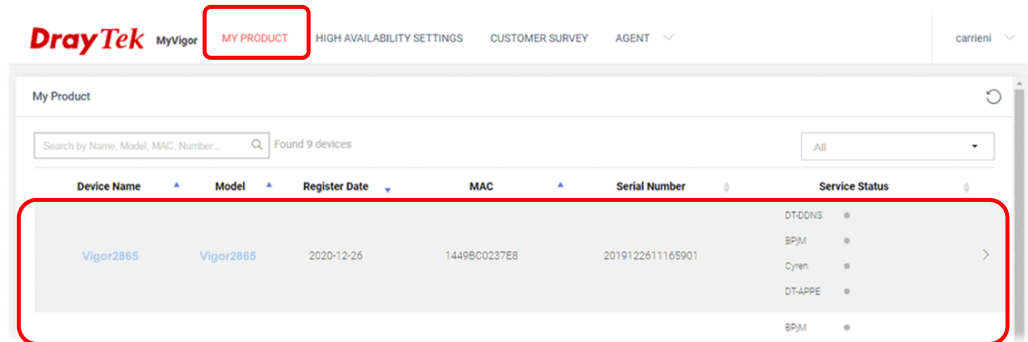 DrayTek MyVigor MY PRODUCT HIGH AVAILABILITY SETTINGS CUSTOMER SURVEY AGENT carrieni
My Product
Search by Name, Model, MAC, Number... Found 9 devices All
Device Name Model Register Date MAC Serial Number Service Status
DT-DDNS
BPjM
Vigor2865 Vigor2865 2020-12-26 1449BC0237E8 2019122611165901
Cyren
DT-APPE
BPjM